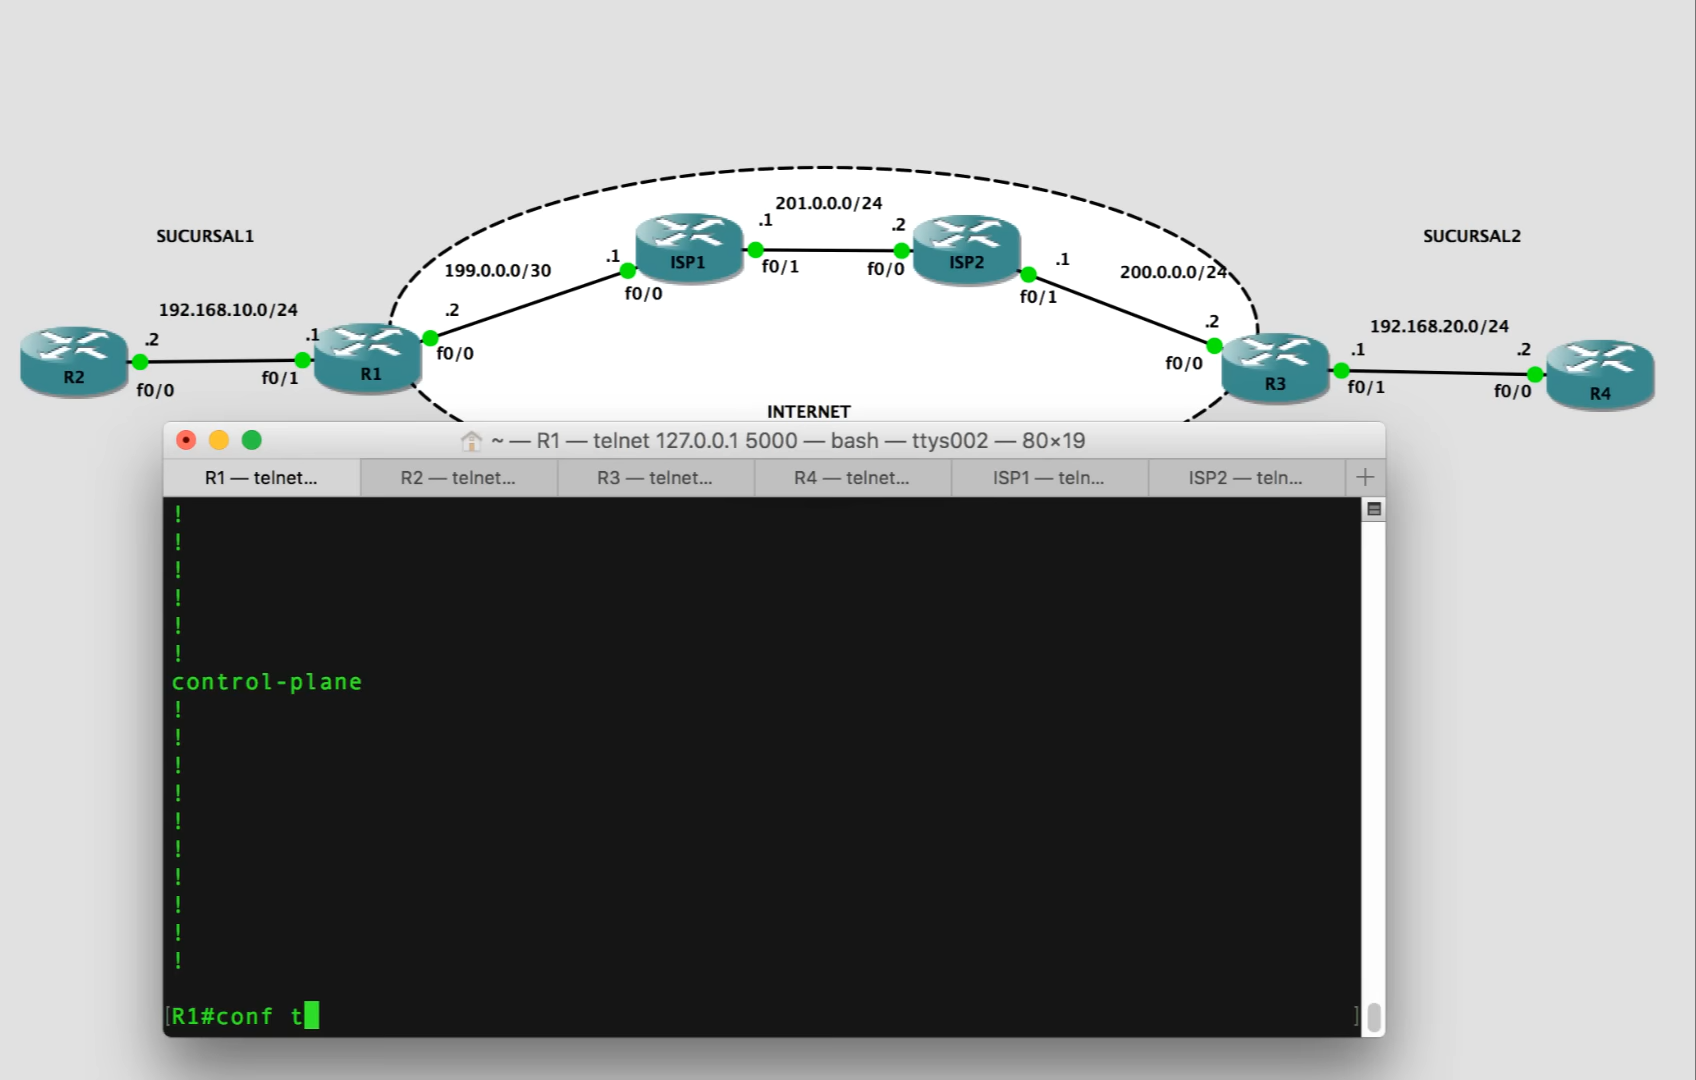 201.0.0.0/24
.1
.2
SUCURSAL1
SUCURSAL2
ISP1
f0/1
f0/0
ISP2
199.0.0.0/30
.1
f0/0
.1
200.0.0.0/24
f0/1
192.168.10.0/24
.2
.2
192.168.20.0/24
.2
.1
.1
.2
R2
f0/0
f0/1
R1
f0/0
f0/0
R3
f0/1
f0/0
R4
INTERNET
~ — R1 — telnet 127.0.0.1 5000 — bash — ttys002 — 80×19
R1 — telnet...
R2 — telnet...
R3 — telnet...
R4 — telnet...
ISP1 — teln...
ISP2 — teln...
+
!
!
!
!
!
!
control-plane
!
!
!
!
!
!
!
!
!
!
[R1#conf t ]